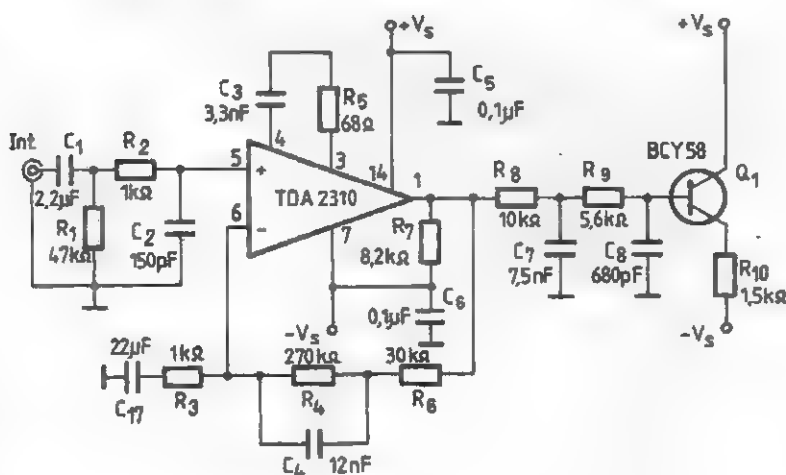 +Vs
+Vs
C3
3,3nF
R5
68Ω
C5
0,1µF
Int.
C1
2,2µF
R2
1kΩ
4
3
14
1
5
+
6
-
TDA 2310
7
R1
47kΩ
C2
150pF
R7
8,2kΩ
R8
10kΩ
R9
5,6kΩ
BCY58
Q1
C7
7,5nF
C8
680pF
R10
1,5kΩ
-Vs
C6
0,1µF
-Vs
22µF
C17
1kΩ
R3
270kΩ
R4
30kΩ
R6
C4
12nF